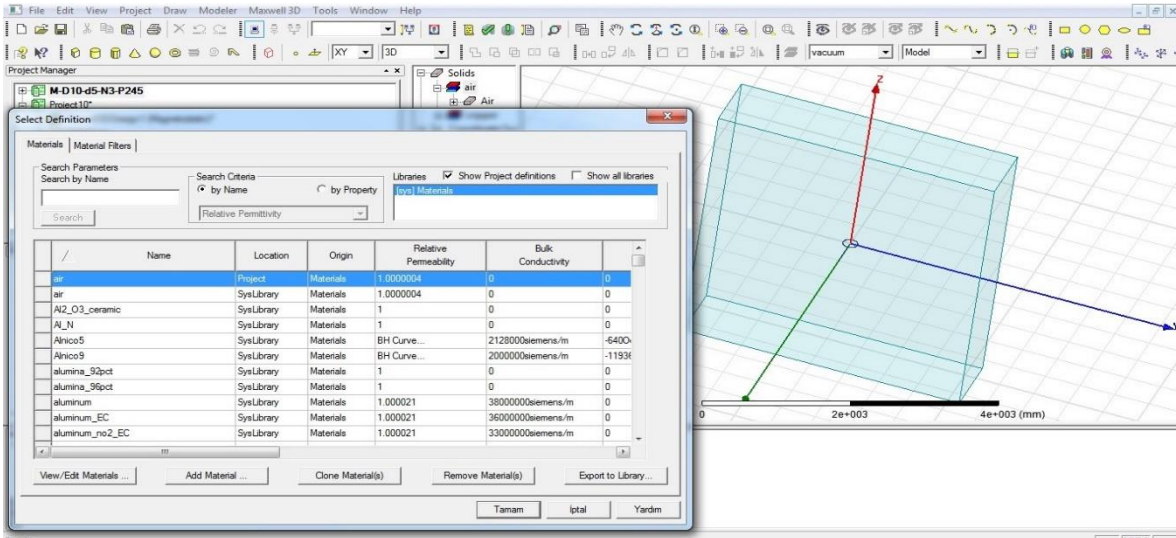 File Edit View Project Draw Modeler Maxwell 3D Tools Window Help
XY 3D vacuum Model
Project Manager
M-D10-d5-N3-P245
Project10*
Solids
air
Air
Select Definition
Materials Material Filters
Search Parameters
Search by Name
Search
Search Criteria
by Name by Property
Relative Permittivity
Libraries Show Project definitions Show all libraries
[sys] Materials
/ Name Location Origin Relative Permeability Bulk Conductivity
air Project Materials 1.0000004 0 0
air SysLibrary Materials 1.0000004 0 0
Al2_O3_ceramic SysLibrary Materials 1 0 0
Al_N SysLibrary Materials 1 0 0
Alnico5 SysLibrary Materials BH Curve... 2128000siemens/m
Alnico9 SysLibrary Materials BH Curve... 2000000siemens/m -11936
alumina_92pct SysLibrary Materials 1 0 0
alumina_96pct SysLibrary Materials 1 0 0
aluminum SysLibrary Materials 1.000021 38000000siemens/m 0
aluminum_EC SysLibrary Materials 1.000021 36000000siemens/m 0
aluminum_no2_EC SysLibrary Materials 1.000021 33000000siemens/m 0
View/Edit Materials ... Add Material ... Clone Material(s) Remove Material(s) Export to Library...
Tamam İptal Yardım
Z
0 2e+003 4e+003 (mm)